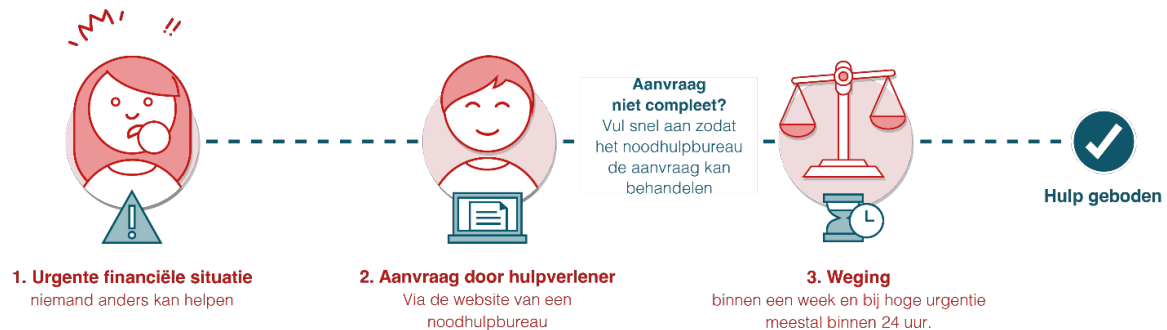 1. Urgente financiële situatie
niemand anders kan helpen
2. Aanvraag door hulpverlener
Via de website van een
noodhulpbureau
Aanvraag
niet compleet?
Vul snel aan zodat
het noodhulpbureau
de aanvraag kan
behandelen
3. Weging
binnen een week en bij hoge urgentie
meestal binnen 24 uur.
Hulp geboden